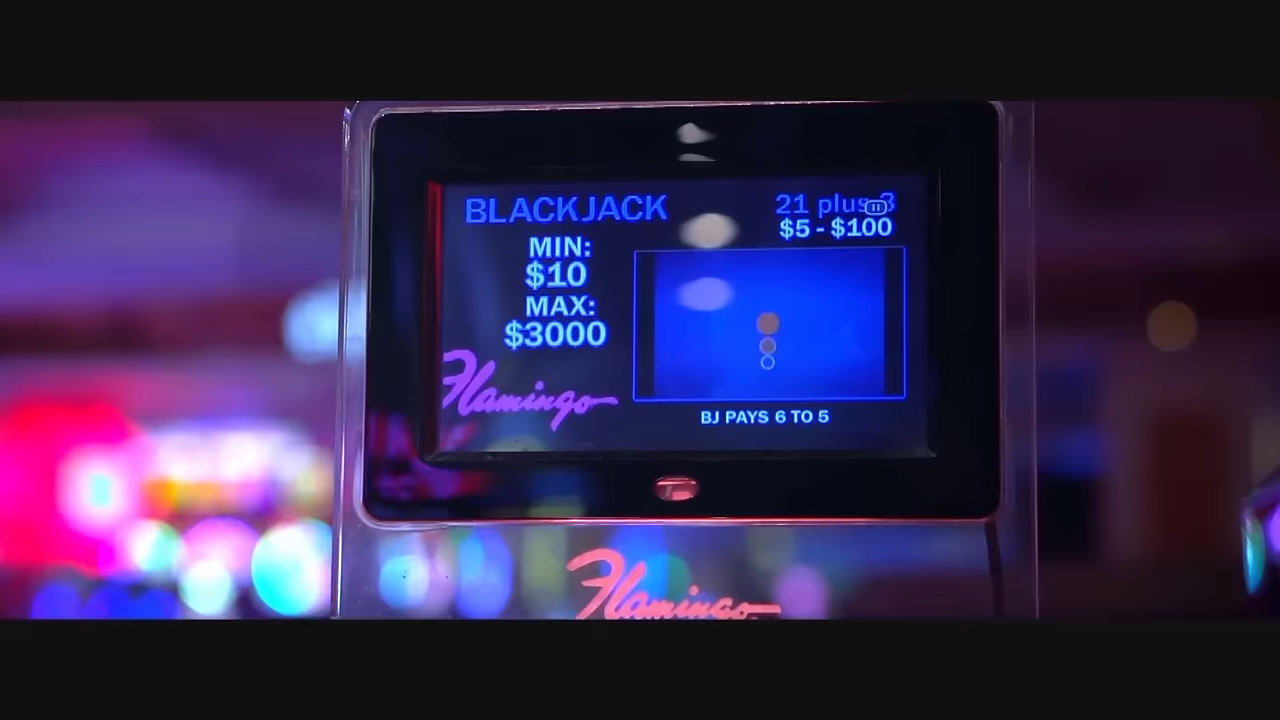 BLACKJACK
MIN:
$10
MAX:
$3000
21 plus 3
$5 - $100
BJ PAYS 6 TO 5
Flamingo
Flamingo